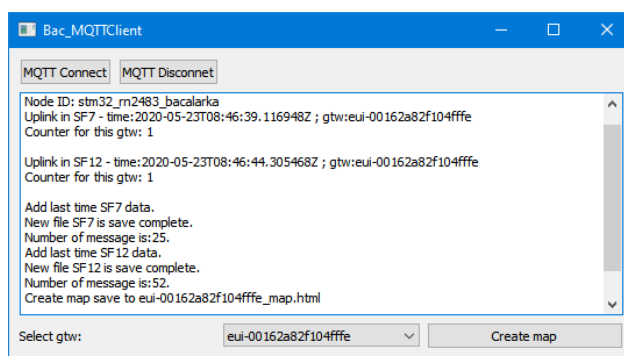 Bac_MQTTClient
MQTT Connect MQTT Disconnet
Node ID: stm32_rn2483_bacalarka
Uplink in SF7 - time:2020-05-23T08:46:39.116948Z ; gtw:eui-00162a82f104fffe
Counter for this gtw: 1
Uplink in SF12 - time:2020-05-23T08:46:44.305468Z ; gtw:eui-00162a82f104fffe
Counter for this gtw: 1
Add last time SF7 data.
New file SF7 is save complete.
Number of message is:25.
Add last time SF12 data.
New file SF12 is save complete.
Number of message is:52.
Create map save to eui-00162a82f104fffe_map.html
Select gtw: eui-00162a82f104fffe Create map